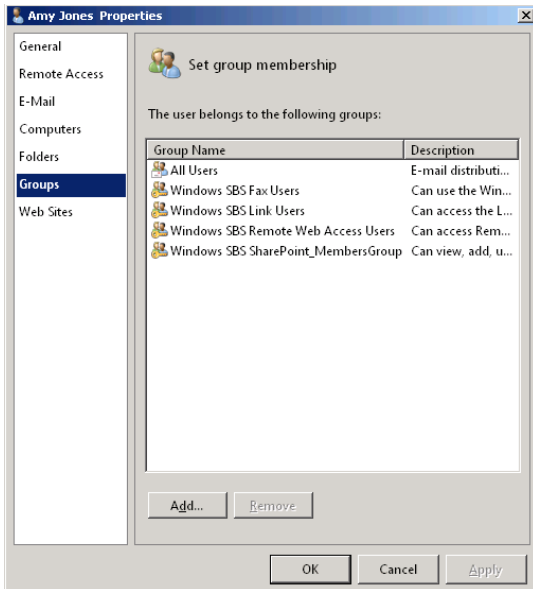 Amy Jones Properties
General
Remote Access
E-Mail
Computers
Folders
Groups
Web Sites
Set group membership
The user belongs to the following groups:
Group Name Description
All Users E-mail distributi...
Windows SBS Fax Users Can use the Win...
Windows SBS Link Users Can access the L...
Windows SBS Remote Web Access Users Can access Rem...
Windows SBS SharePoint_MembersGroup Can view, add, u...
Add... Remove
OK Cancel Apply